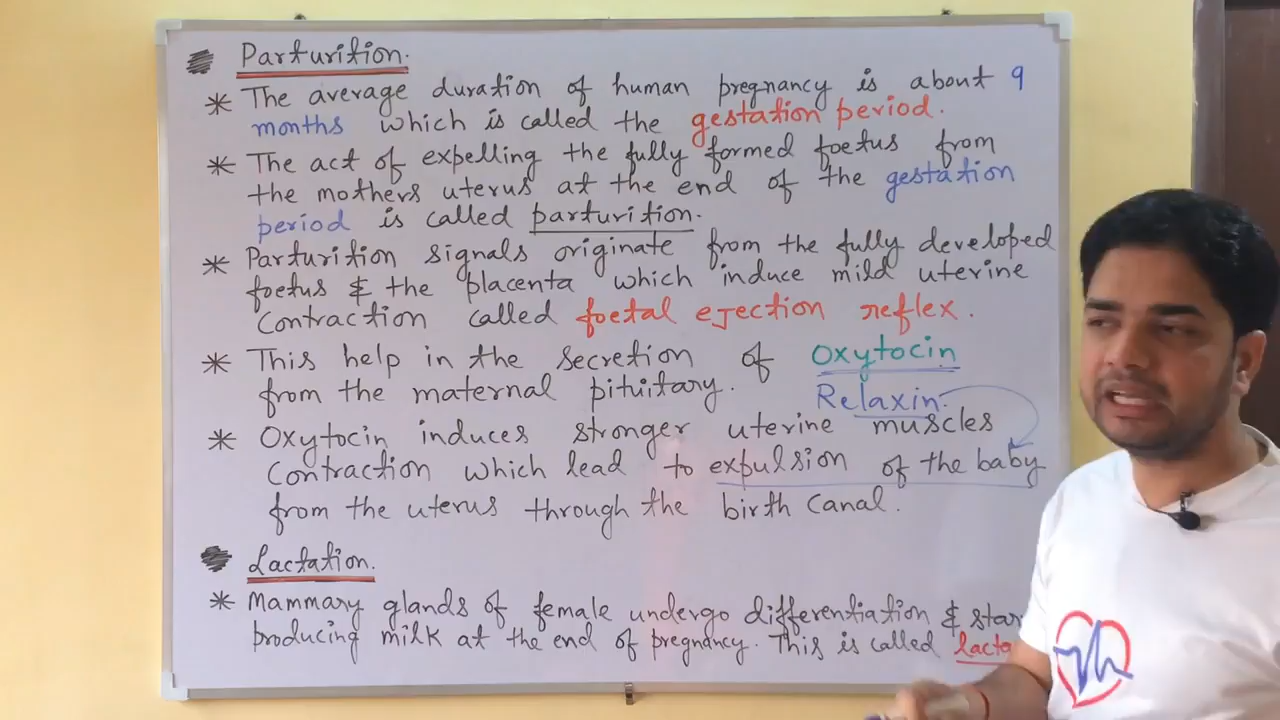 Parturition.
* The average duration of human pregnancy is about 9
months which is called the gestation period.
* The act of expelling the fully formed foetus from
the mothers uterus at the end of the gestation
period is called parturition.
* Parturition signals originate from the fully developed
foetus & the placenta which induce mild uterine
Contraction called foetal ejection reflex.
* This help in the secretion of Oxytocin
from the maternal pituitary. Relaxin.
* Oxytocin induces stronger uterine muscles
Contraction which lead to expulsion of the baby
from the uterus through the birth Canal.
Lactation.
* Mammary glands of female undergo differentiation & star
producing milk at the end of pregnancy. This is called lacta